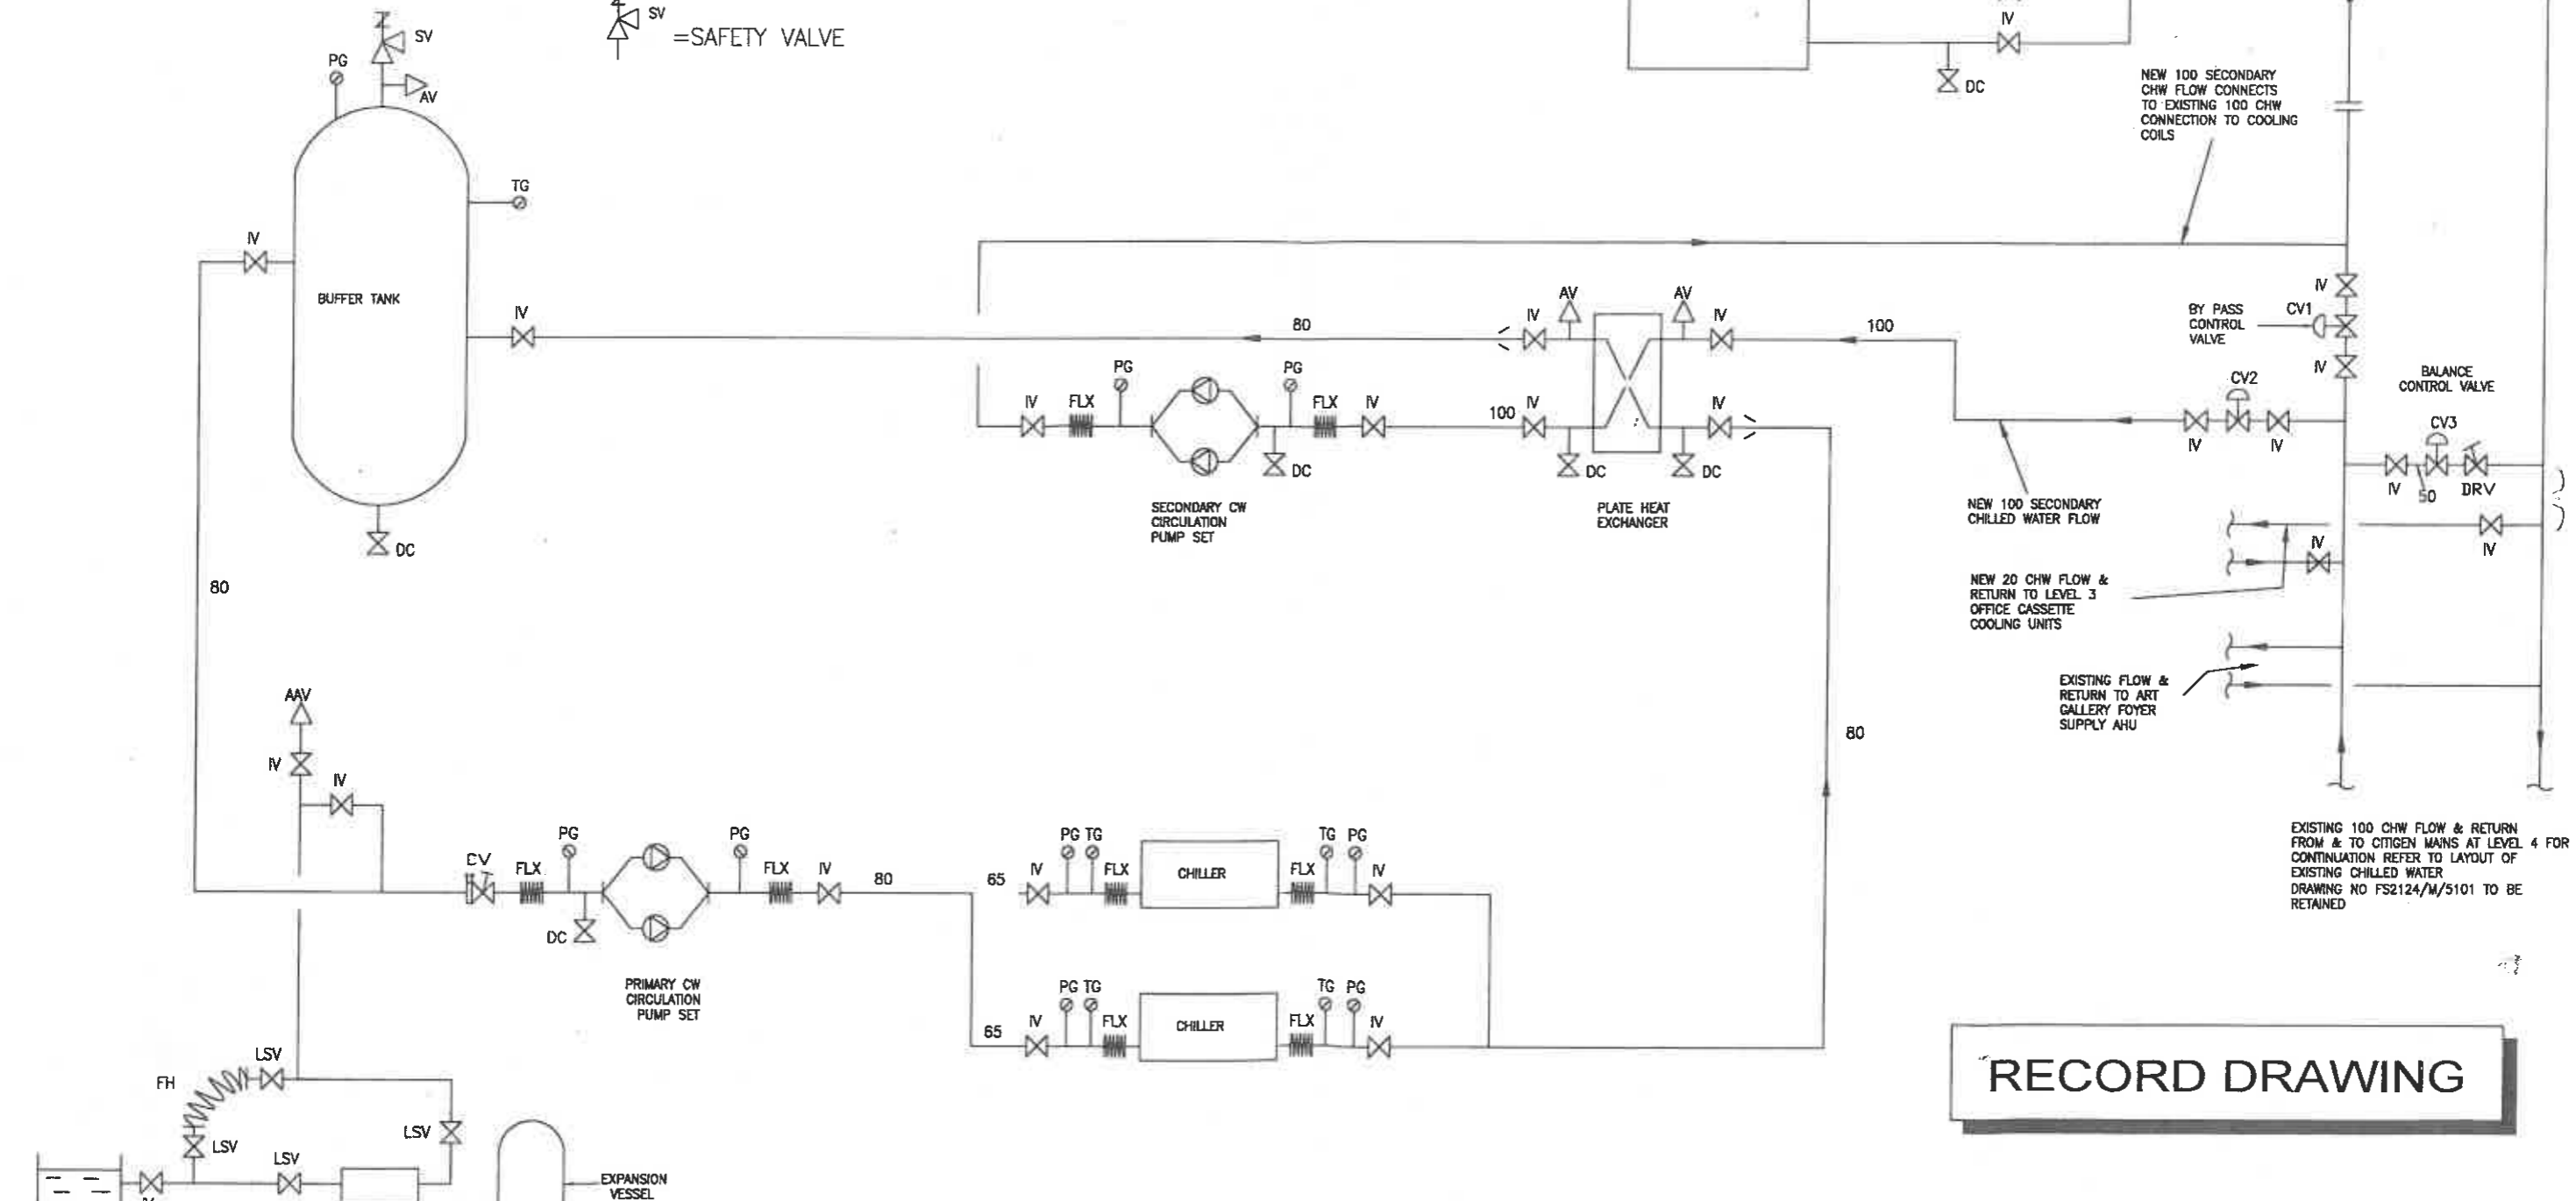 SV
=SAFETY VALVE
SV
PG
AV
TG
IV
BUFFER TANK
IV
DC
80
IV
DC
NEW 100 SECONDARY
CHW FLOW CONNECTS
TO EXISTING 100 CHW
CONNECTION TO COOLING
COILS
80
IV
AV
AV
IV
100
IV
FLX
PG
PG
FLX
IV
DC
100
IV
IV
DC
DC
SECONDARY CW
CIRCULATION
PUMP SET
PLATE HEAT
EXCHANGER
IV
BY PASS
CONTROL
VALVE
CV1
IV
CV2
IV
IV
BALANCE
CONTROL VALVE
CV3
IV
50
DRV
IV
IV
NEW 100 SECONDARY
CHILLED WATER FLOW
NEW 20 CHW FLOW &
RETURN TO LEVEL 3
OFFICE CASSETTE
COOLING UNITS
EXISTING FLOW &
RETURN TO ART
GALLERY FOYER
SUPPLY AHU
80
EXISTING 100 CHW FLOW & RETURN
FROM & TO CITIGEN MAINS AT LEVEL 4 FOR
CONTINUATION REFER TO LAYOUT OF
EXISTING CHILLED WATER
DRAWING NO FS2124/M/5101 TO BE
RETAINED
AAV
IV
IV
FLX
PG
DC
PG
FLX
IV
80
PRIMARY CW
CIRCULATION
PUMP SET
65
IV
PG TG
FLX
CHILLER
FLX
TG PG
IV
65
IV
PG TG
FLX
CHILLER
FLX
TG PG
IV
FH
LSV
LSV
LSV
LSV
EXPANSION
VESSEL
RECORD DRAWING